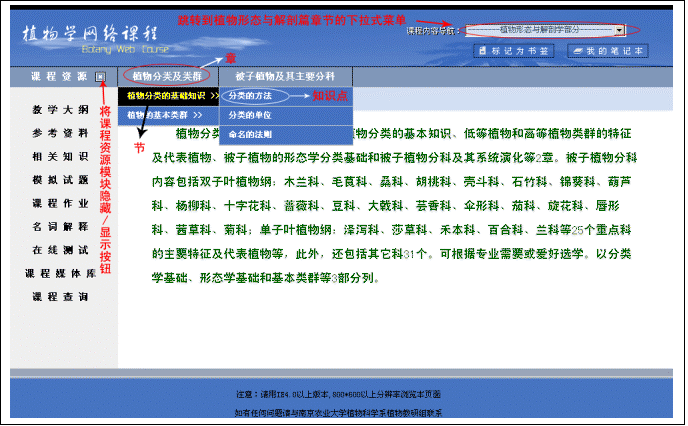 跳转到植物形态与解剖篇章节的下拉式菜单
植物学网络课程
Botany Web Course
课程内容导航:
植物形态与解剖学部分
标记为书签
我的笔记本
章
课程资源
植物分类及类群
被子植物及其主要分科
植物分类的基础知识 >>
分类的方法
知识点
植物的基本类群 >>
分类的单位
命名的法则
节
教学大纲
参考资料
相关知识
模拟试题
课程作业
名词解释
在线测试
课程媒体库
课程查询
将课程资源模块隐藏/显示按钮
植物分类
植物分类的基本知识、低等植物和高等植物类群的特征
及代表植物、被子植物的形态学分类基础和被子植物分科及其系统演化等2章。被子植物分科
内容包括双子叶植物纲:木兰科、毛茛科、桑科、胡桃科、壳斗科、石竹科、锦葵科、葫芦
科、杨柳科、十字花科、蔷薇科、豆科、大戟科、芸香科、伞形科、茄科、旋花科、唇形
科、茜草科、菊科;单子叶植物纲:泽泻科、莎草科、禾本科、百合科、兰科等25个重点科
的主要特征及代表植物等,此外,还包括其它科31个。可根据专业需要或爱好选学。以分类
学基础、形态学基础和基本类群等3部分列。
注意:请用IE4.0以上版本,800*600以上分辨率浏览本页面
如有任何问题请与南京农业大学植物科学系植物教研组联系